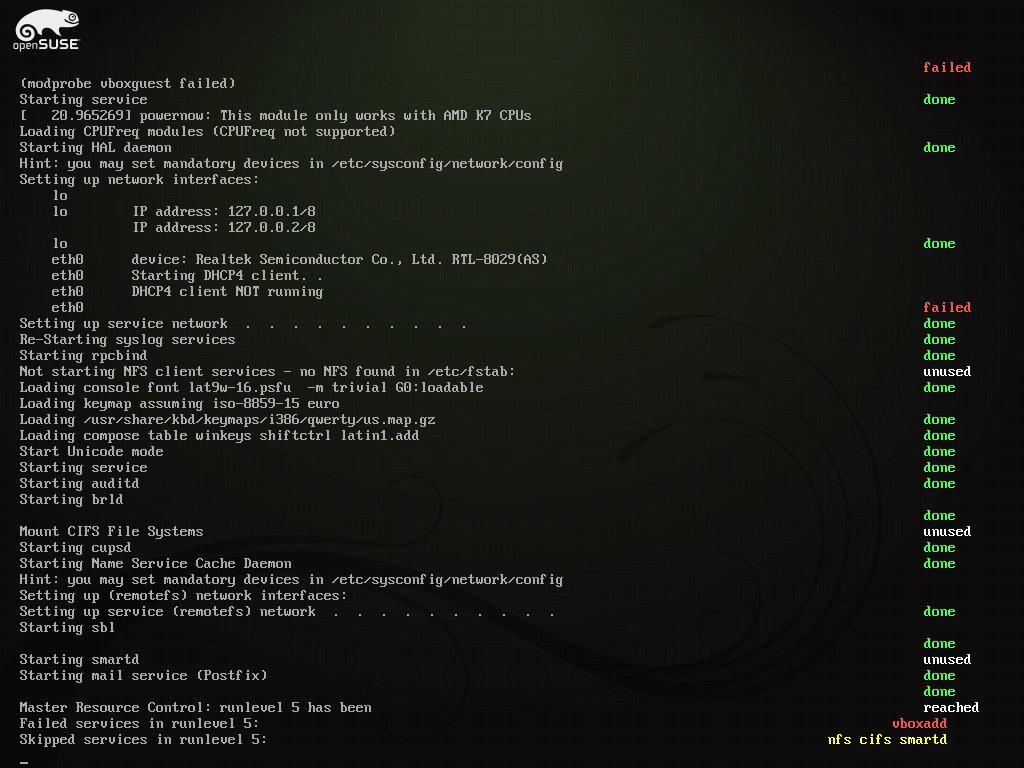 openSUSE
failed
(modprobe vboxguest failed)
Starting service done
[   20.965269] powernow: This module only works with AMD K7 CPUs
Loading CPUFreq modules (CPUFreq not supported)
Starting HAL daemon done
Hint: you may set mandatory devices in /etc/sysconfig/network/config
Setting up network interfaces:
lo
lo IP address: 127.0.0.1/8
IP address: 127.0.0.2/8
lo done
eth0 device: Realtek Semiconductor Co., Ltd. RTL-8029(AS)
eth0 Starting DHCP4 client. .
eth0 DHCP4 client NOT running
eth0 failed
Setting up service network . . . . . . . . . . done
Re-Starting syslog services done
Starting rpcbind done
Not starting NFS client services - no NFS found in /etc/fstab: unused
Loading console font lat9w-16.psfu  -m trivial G0:loadable done
Loading keymap assuming iso-8859-15 euro
Loading /usr/share/kbd/keymaps/i386/qwerty/us.map.gz done
Loading compose table winkeys shiftctrl latin1.add done
Start Unicode mode done
Starting service done
Starting auditd done
Starting brld
done
Mount CIFS File Systems unused
Starting cupsd done
Starting Name Service Cache Daemon done
Hint: you may set mandatory devices in /etc/sysconfig/network/config
Setting up (remotefs) network interfaces:
Setting up service (remotefs) network . . . . . . . . . . done
Starting sbl
done
Starting smartd unused
Starting mail service (Postfix) done
done
Master Resource Control: runlevel 5 has been reached
Failed services in runlevel 5: vboxadd
Skipped services in runlevel 5: nfs cifs smartd
_